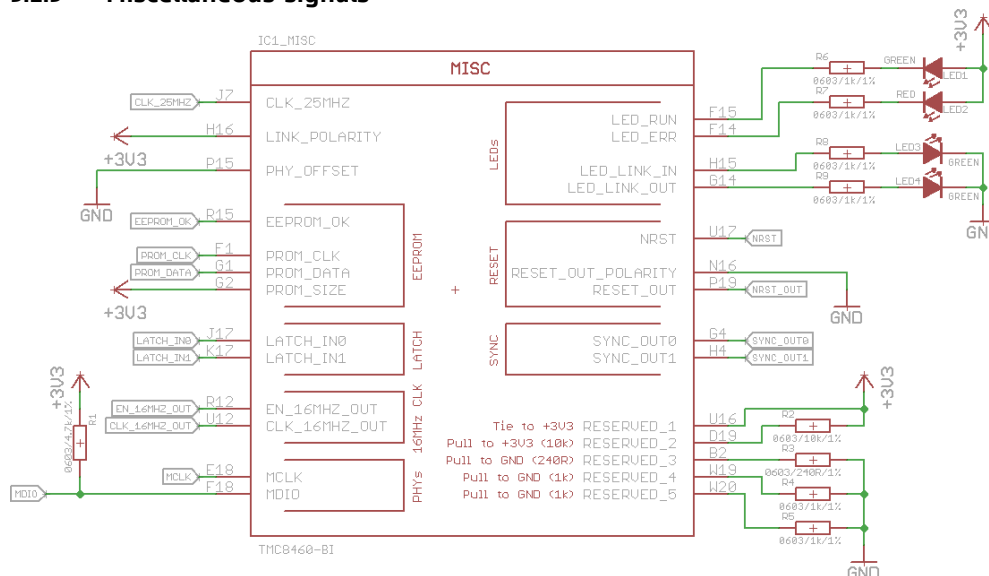 Miscellaneous signals
IC1_MISC
MISC
CLK_25MHZ
J7
CLK_25MHZ
H16
LINK_POLARITY
+3V3
P15
PHY_OFFSET
GND
EEPROM_OK
R15
EEPROM_OK
PROM_CLK
F1
PROM_CLK
PROM_DATA
G1
PROM_DATA
G2
PROM_SIZE
+3V3
EEPROM
LATCH_IN0
J17
LATCH_IN0
LATCH_IN1
K17
LATCH_IN1
LATCH
+3V3
R1
0603/4.7k/1%
EN_16MHZ_OUT
R12
EN_16MHZ_OUT
CLK_16MHZ_OUT
U12
CLK_16MHZ_OUT
16MHz CLK
MCLK
E18
MCLK
MDIO
F18
MDIO
PHYs
TMC8460-BI
LEDs
LED_RUN
F15
LED_ERR
F14
LED_LINK_IN
H15
LED_LINK_OUT
G14
R6
0603/1k/1%
GREEN
LED1
+3V3
R7
0603/1k/1%
RED
LED2
R8
0603/1k/1%
LED3
GREEN
R9
0603/1k/1%
LED4
GREEN
GN
RESET
NRST
U17
NRST
RESET_OUT_POLARITY
N16
RESET_OUT
P19
NRST_OUT
GND
SYNC
SYNC_OUT0
G4
SYNC_OUT0
SYNC_OUT1
H4
SYNC_OUT1
Tie to +3V3 RESERVED_1
U16
Pull to +3V3 (10k) RESERVED_2
D19
Pull to GND (240R) RESERVED_3
B2
Pull to GND (1k) RESERVED_4
W19
Pull to GND (1k) RESERVED_5
W20
+3V3
R2
0603/10k/1%
R3
0603/240R/1%
R4
0603/1k/1%
R5
0603/1k/1%
GND